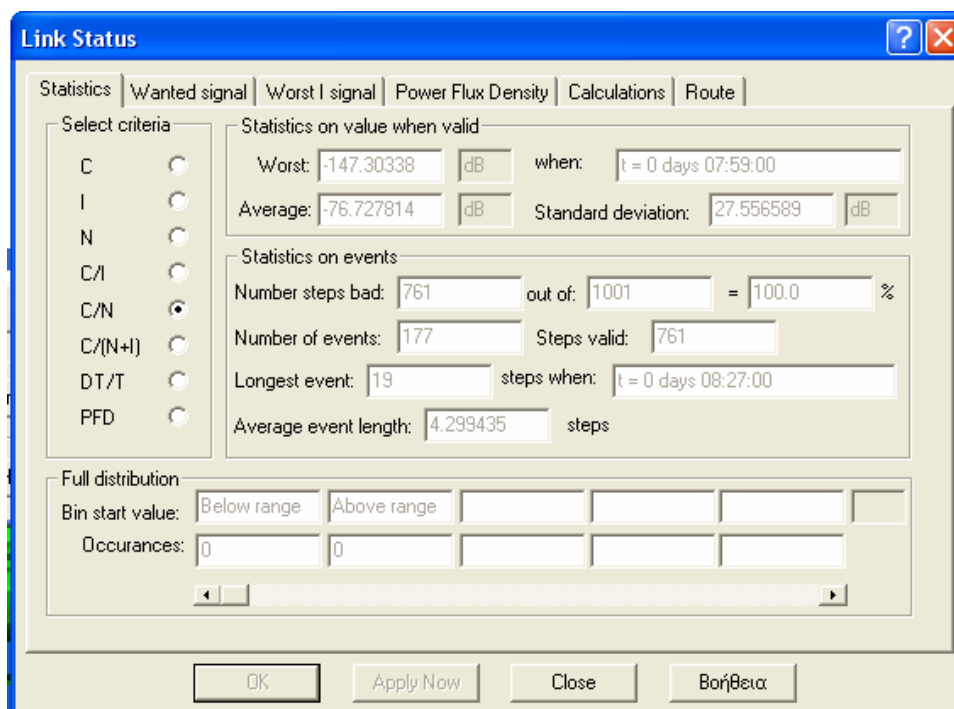 Link Status
Statistics Wanted signal Worst I signal Power Flux Density Calculations Route
Select criteria
C
I
N
C/I
C/N
C/(N+I)
DT/T
PFD
Statistics on value when valid
Worst: -147.30338 dB when: t = 0 days 07:59:00
Average: -76.727814 dB Standard deviation: 27.556589 dB
Statistics on events
Number steps bad: 761 out of: 1001 = 100.0 %
Number of events: 177 Steps valid: 761
Longest event: 19 steps when: t = 0 days 08:27:00
Average event length: 4.299435 steps
Full distribution
Bin start value: Below range Above range
Occurances: 0 0
OK Apply Now Close Βοήθεια